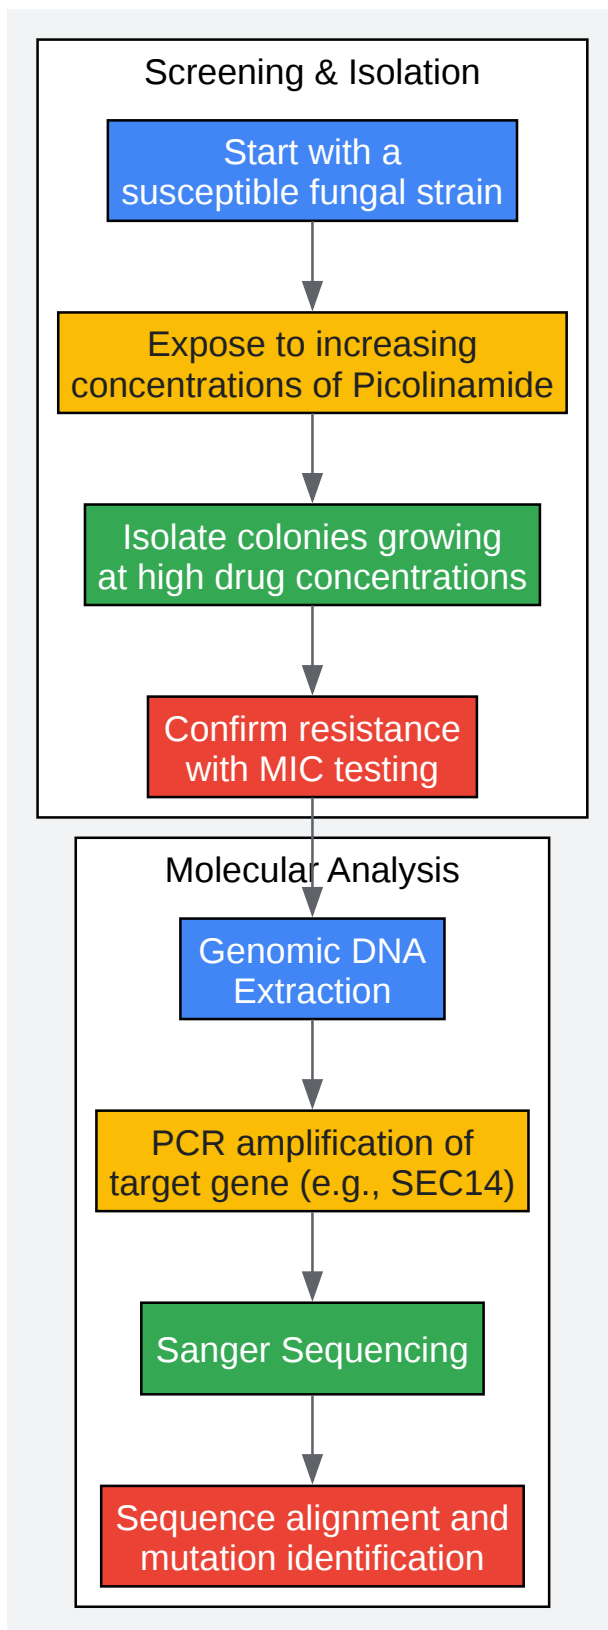 Screening & Isolation
Start with a
susceptible fungal strain
Expose to increasing
concentrations of Picolinamide
Isolate colonies growing
at high drug concentrations
Confirm resistance
with MIC testing
Molecular Analysis
Genomic DNA
Extraction
PCR amplification of
target gene (e.g., SEC14)
Sanger Sequencing
Sequence alignment and
mutation identification